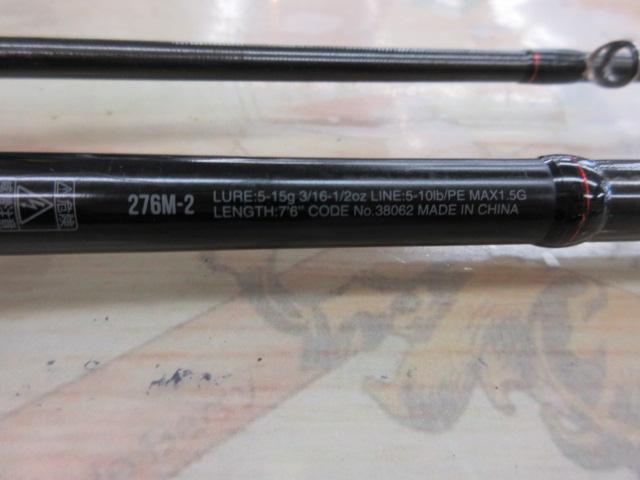 276M-2
LURE:5-15g 3/16-1/2oz LINE:5-10lb/PE MAX1.5G
LENGTH:7'6" CODE No.38062 MADE IN CHINA